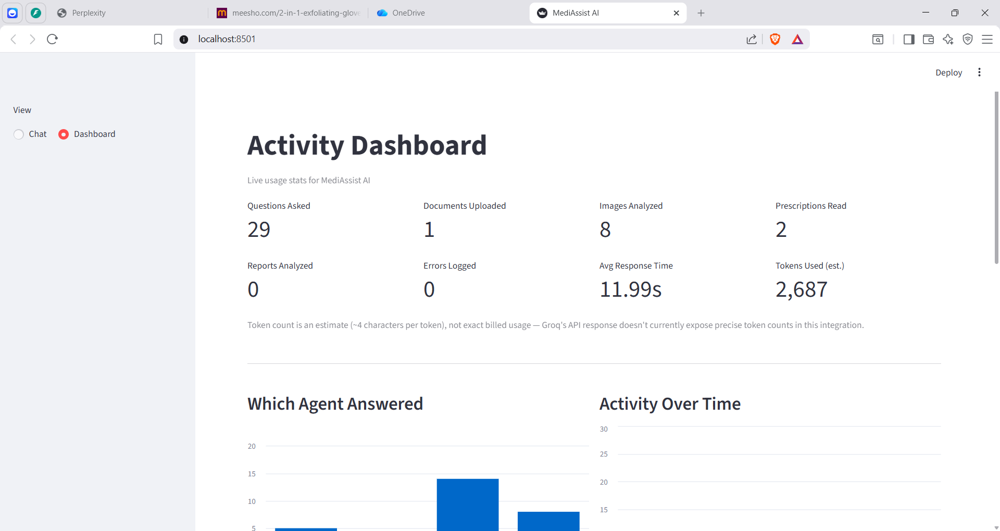 Perplexity
meesho.com/2-in-1-exfoliating-glove
OneDrive
MediAssist AI
localhost:8501
Deploy
View
Chat
Dashboard
Activity Dashboard
Live usage stats for MediAssist AI
Questions Asked
29
Documents Uploaded
1
Images Analyzed
8
Prescriptions Read
2
Reports Analyzed
0
Errors Logged
0
Avg Response Time
11.99s
Tokens Used (est.)
2,687
Token count is an estimate (~4 characters per token), not exact billed usage — Groq's API response doesn't currently expose precise token counts in this integration.
Which Agent Answered
20
15
10
5
Activity Over Time
30
25
20
15